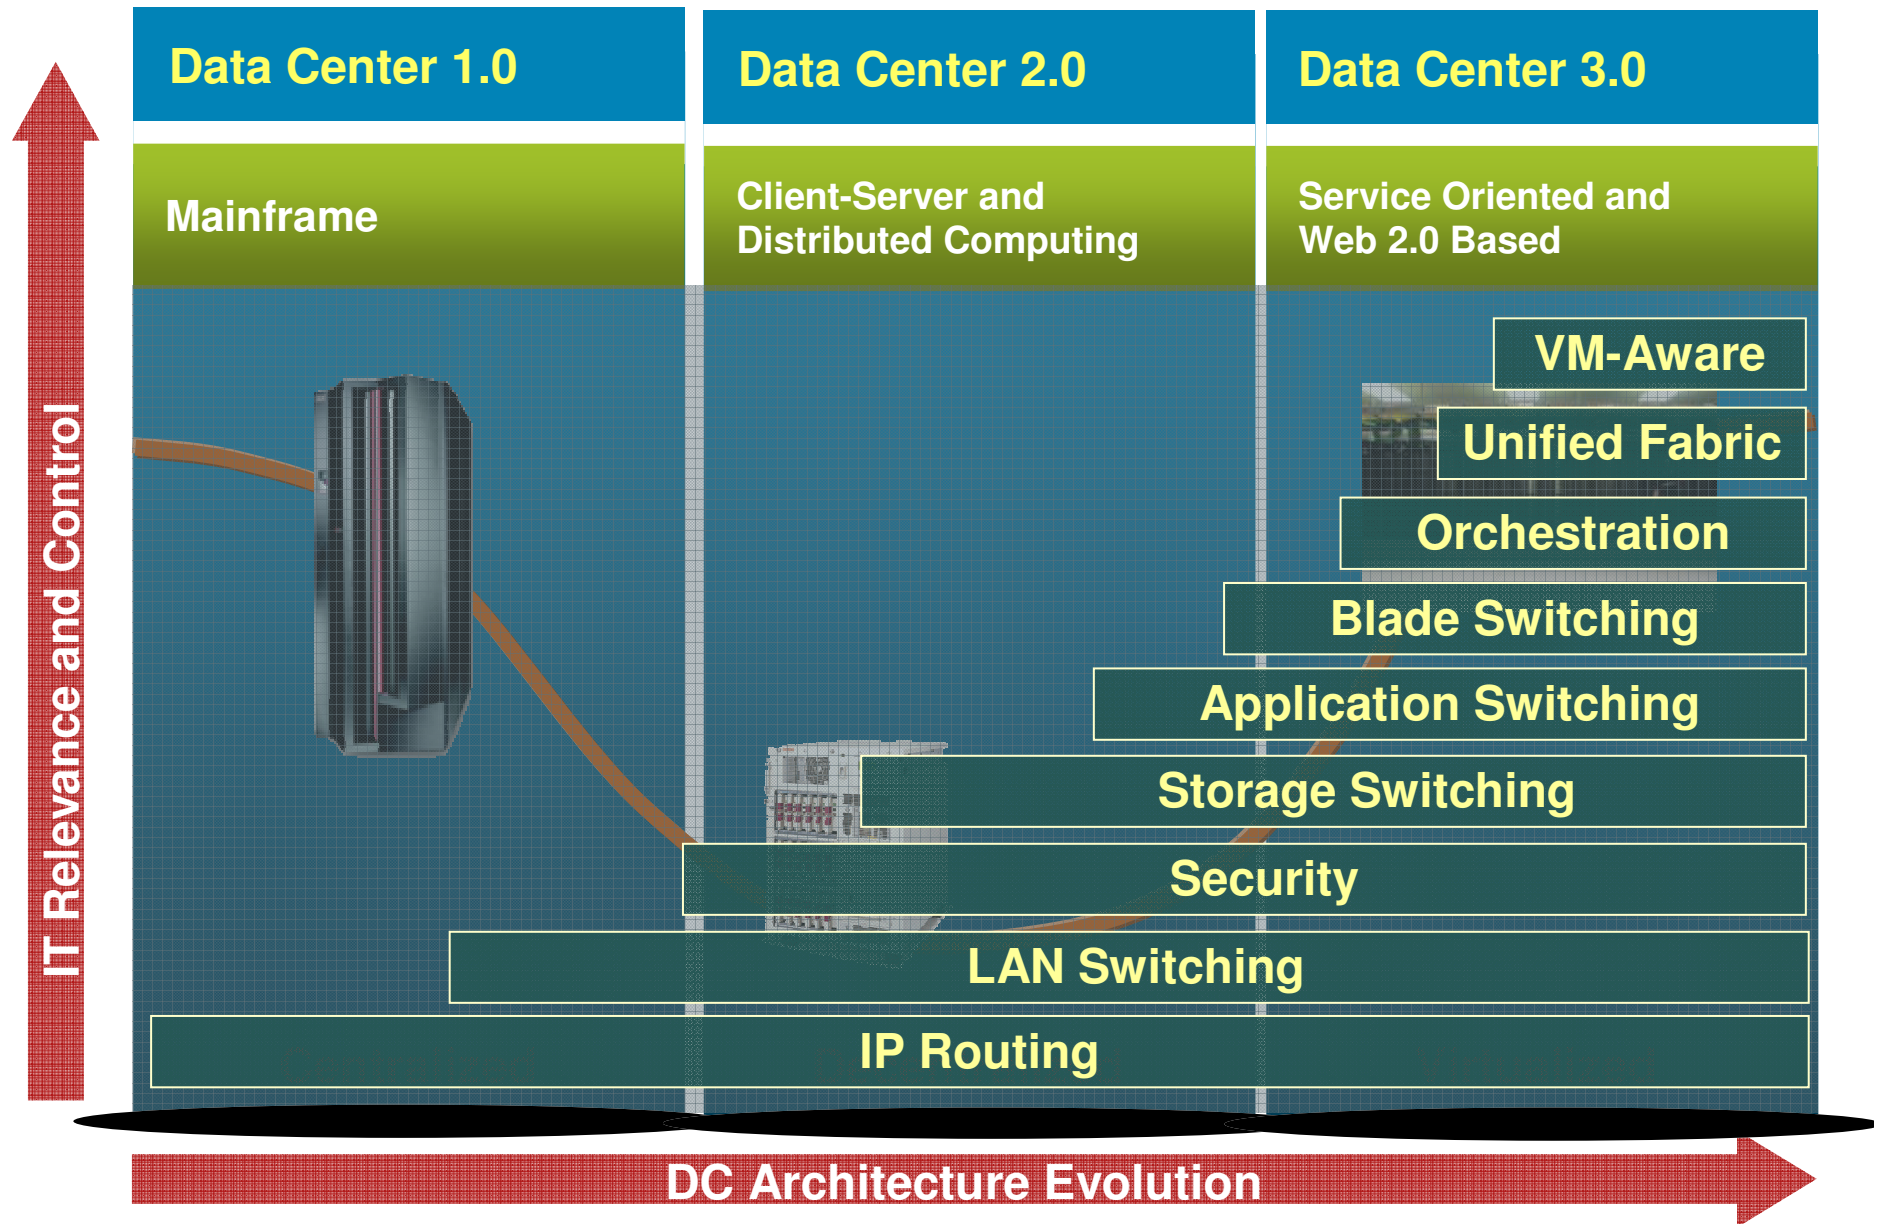 Data Center 1.0
Data Center 2.0
Data Center 3.0
Mainframe
Client-Server and
Distributed Computing
Service Oriented and
Web 2.0 Based
IT Relevance and Control
VM-Aware
Unified Fabric
Orchestration
Blade Switching
Application Switching
Storage Switching
Security
LAN Switching
IP Routing
Centralized
Virtualized
DC Architecture Evolution